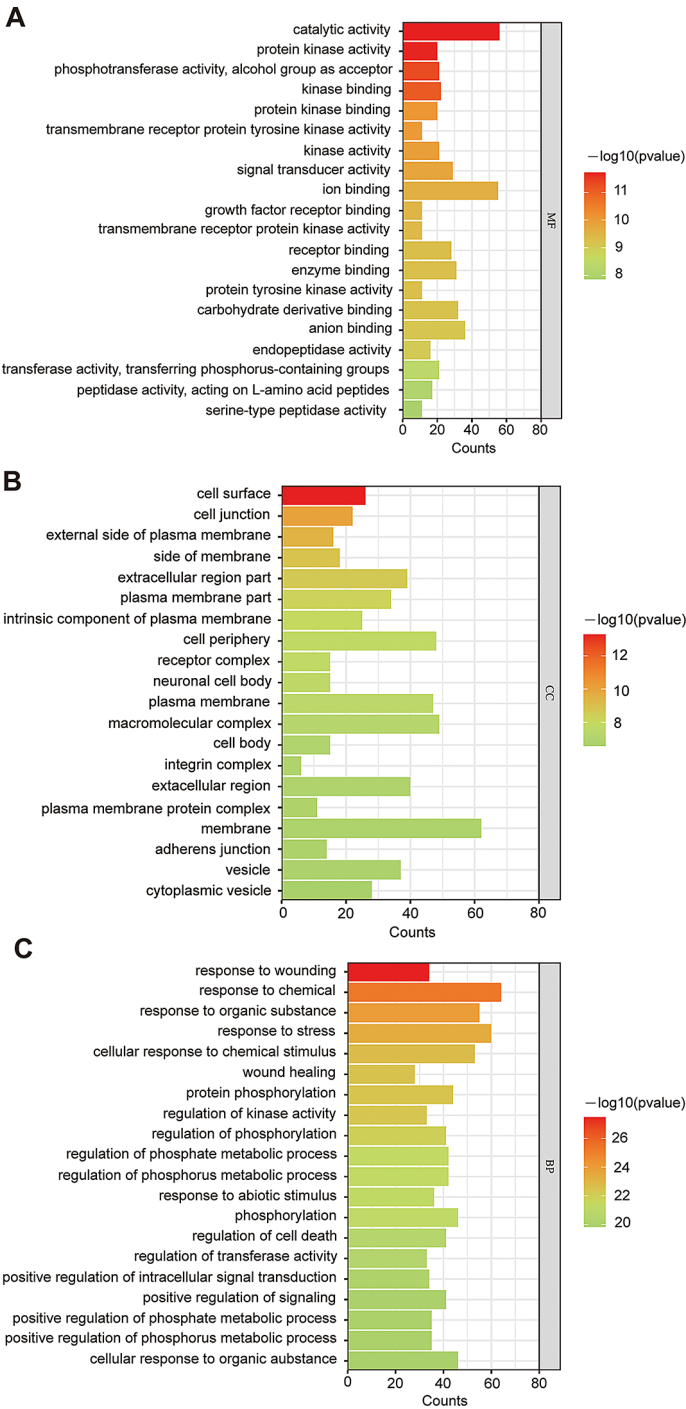 A
catalytic activity
protein kinase activity
phosphotransferase activity, alcohol group as acceptor
kinase binding
protein kinase binding
transmembrane receptor protein tyrosine kinase activity
kinase activity
signal transducer activity
ion binding
growth factor receptor binding
transmembrane receptor protein kinase activity
receptor binding
enzyme binding
protein tyrosine kinase activity
carbohydrate derivative binding
anion binding
endopeptidase activity
transferase activity, transferring phosphorus-containing groups
peptidase activity, acting on L-amino acid peptides
serine-type peptidase activity
0 20 40 60 80
Counts
MF
−log10(pvalue)
11
10
9
8
B
cell surface
cell junction
external side of plasma membrane
side of membrane
extracellular region part
plasma membrane part
intrinsic component of plasma membrane
cell periphery
receptor complex
neuronal cell body
plasma membrane
macromolecular complex
cell body
integrin complex
extacellular region
plasma membrane protein complex
membrane
adherens junction
vesicle
cytoplasmic vesicle
0 20 40 60 80
Counts
CC
−log10(pvalue)
12
10
8
C
response to wounding
response to chemical
response to organic substance
response to stress
cellular response to chemical stimulus
wound healing
protein phosphorylation
regulation of kinase activity
regulation of phosphorylation
regulation of phosphate metabolic process
regulation of phosphorus metabolic process
response to abiotic stimulus
phosphorylation
regulation of cell death
regulation of transferase activity
positive regulation of intracellular signal transduction
positive regulation of signaling
positive regulation of phosphate metabolic process
positive regulation of phosphorus metabolic process
cellular response to organic aubstance
0 20 40 60 80
Counts
BP
−log10(pvalue)
26
24
22
20